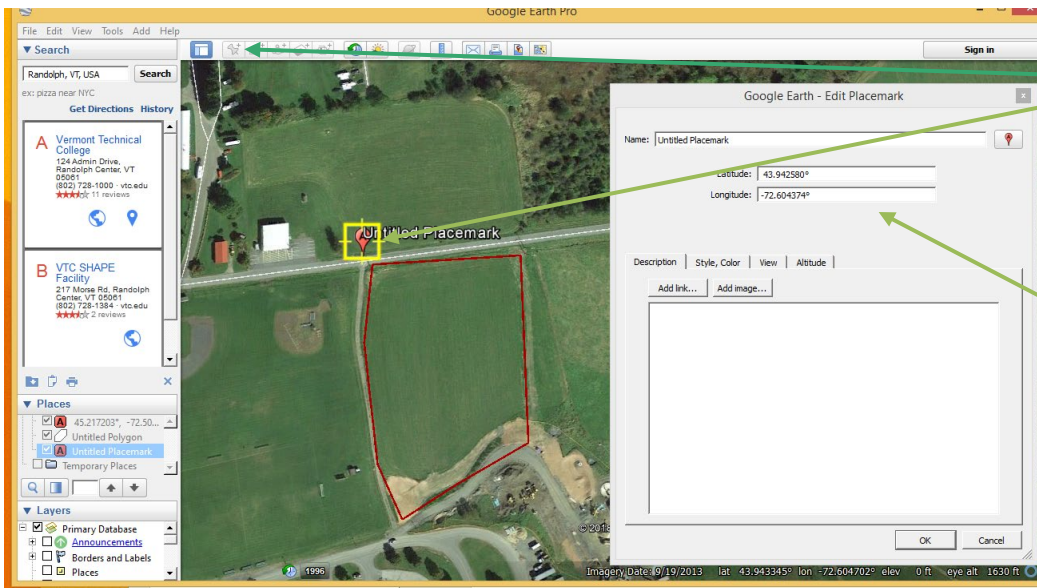 Google Earth Pro
File Edit View Tools Add Help
Search
Randolph, VT, USA
Search
ex: pizza near NYC
Get Directions History
A
Vermont Technical
College
124 Admin Drive,
Randolph Center, VT
05061
(802) 728-1000 · vtc.edu
11 reviews
B
VTC SHAPE
Facility
217 Morse Rd, Randolph
Center, VT 05061
(802) 728-1384 · vtc.edu
2 reviews
Places
A 45.217203°, -72.50...
Untitled Polygon
A Untitled Placemark
Temporary Places
Layers
Primary Database
Announcements
Borders and Labels
Places
Sign in
A
Untitled Placemark
Google Earth - Edit Placemark
Name: Untitled Placemark
Latitude: 43.942580°
Longitude: -72.604374°
Description Style, Color View Altitude
Add link... Add image...
OK Cancel
© 2018
1996
Imagery Date: 9/19/2013 lat 43.943345° lon -72.604702° elev 0 ft eye alt 1630 ft